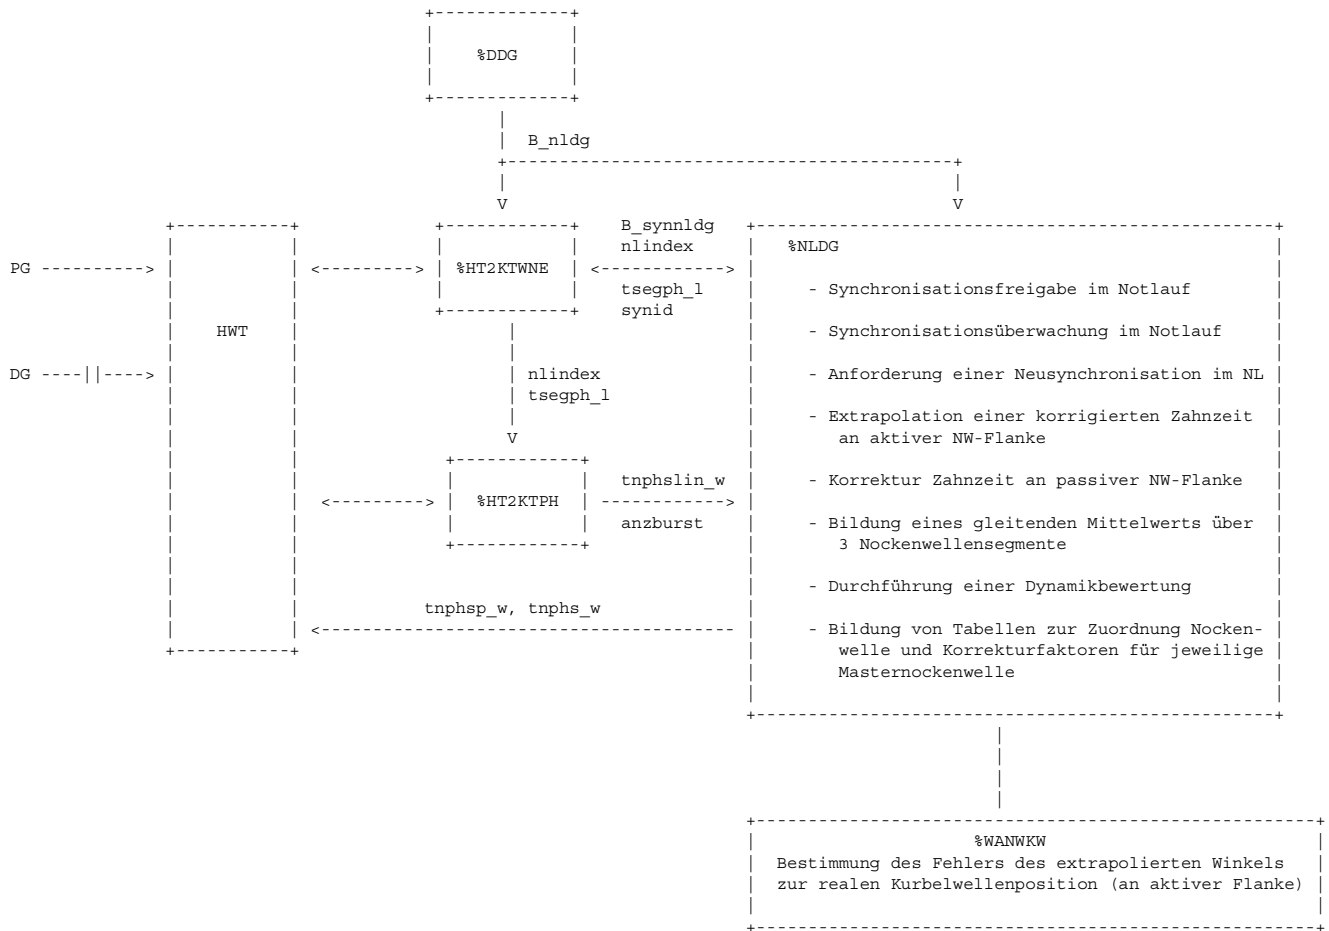 %DDG
B_nldg
B_synnldg
nlindex
%NLDG
PG
%HT2KTWNE
tsegph_l
synid
- Synchronisationsfreigabe im Notlauf
HWT
- Synchronisationsüberwachung im Notlauf
DG
nlindex
tsegph_l
- Anforderung einer Neusynchronisation im NL
- Extrapolation einer korrigierten Zahnzeit
an aktiver NW-Flanke
tnphslin_w
- Korrektur Zahnzeit an passiver NW-Flanke
%HT2KTPH
anzburst
- Bildung eines gleitenden Mittelwerts über
3 Nockenwellensegmente
- Durchführung einer Dynamikbewertung
tnphsp_w, tnphs_w
- Bildung von Tabellen zur Zuordnung Nocken-
welle und Korrekturfaktoren für jeweilige
Masternockenwelle
%WANWKW
Bestimmung des Fehlers des extrapolierten Winkels
zur realen Kurbelwellenposition (an aktiver Flanke)